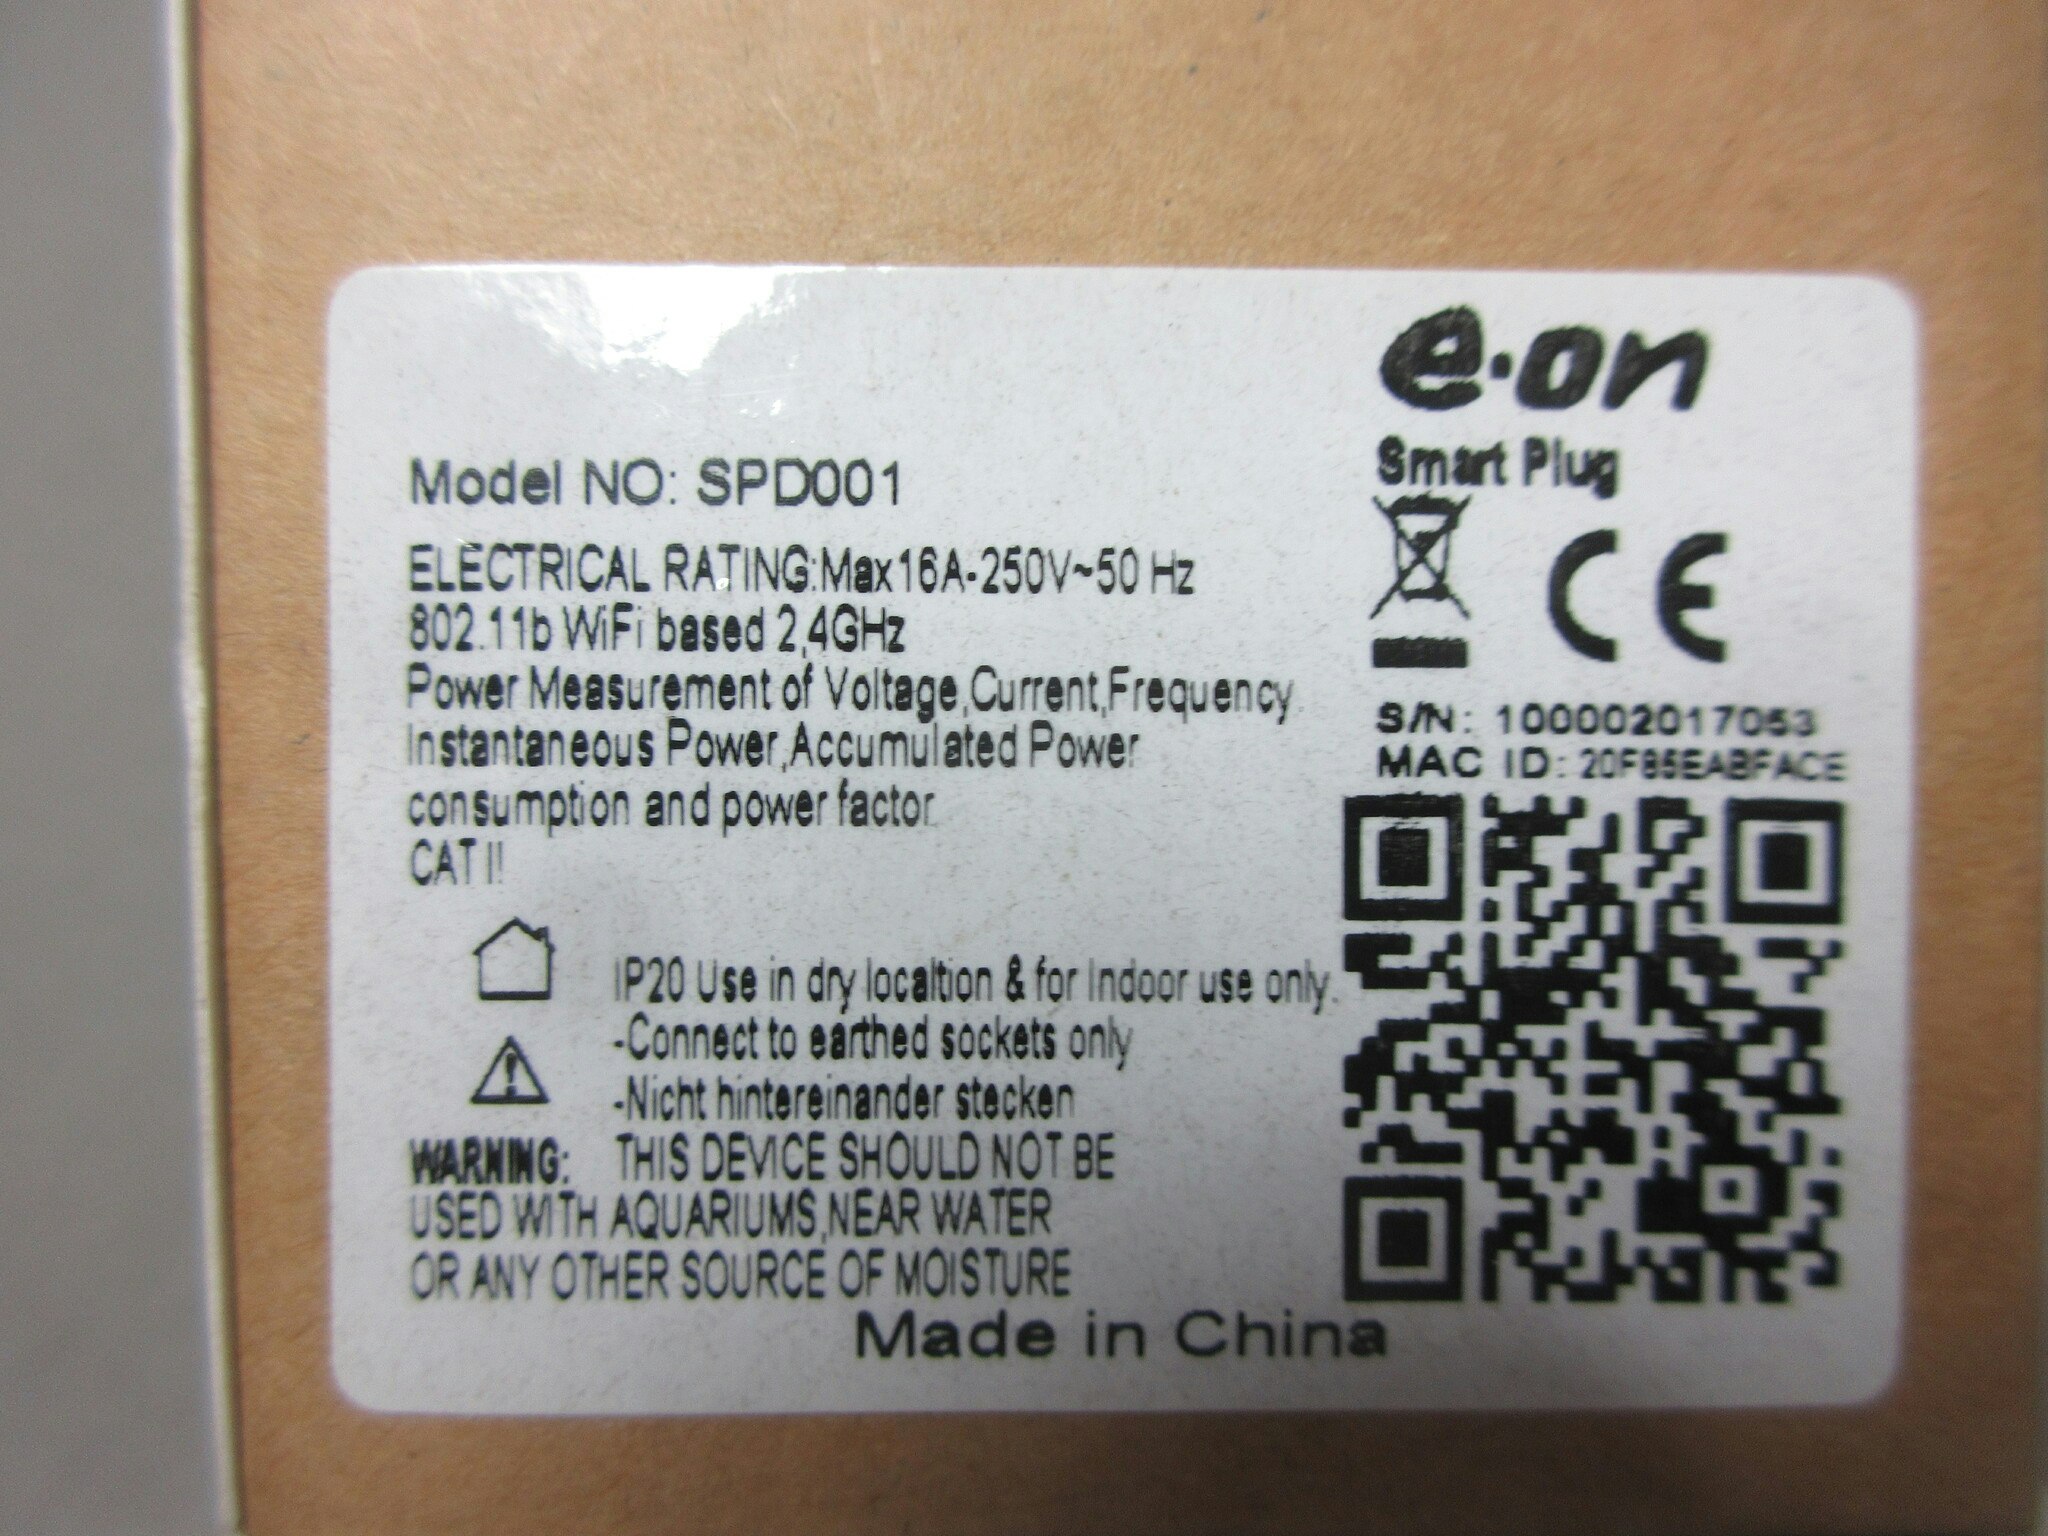 e·on
Smart Plug
Model NO: SPD001
ELECTRICAL RATING:Max16A-250V~50 Hz
802.11b WiFi based 2,4GHz
Power Measurement of Voltage,Current,Frequency
Instantaneous Power,Accumulated Power
consumption and power factor
CAT II
CE
S/N: 100002017053
MAC ID:
IP20 Use in dry localtion & for Indoor use only.
-Connect to earthed sockets only
-Nicht hintereinander stecken
WARNING: THIS DEVICE SHOULD NOT BE
USED WITH AQUARIUMS,NEAR WATER
OR ANY OTHER SOURCE OF MOISTURE
Made in China